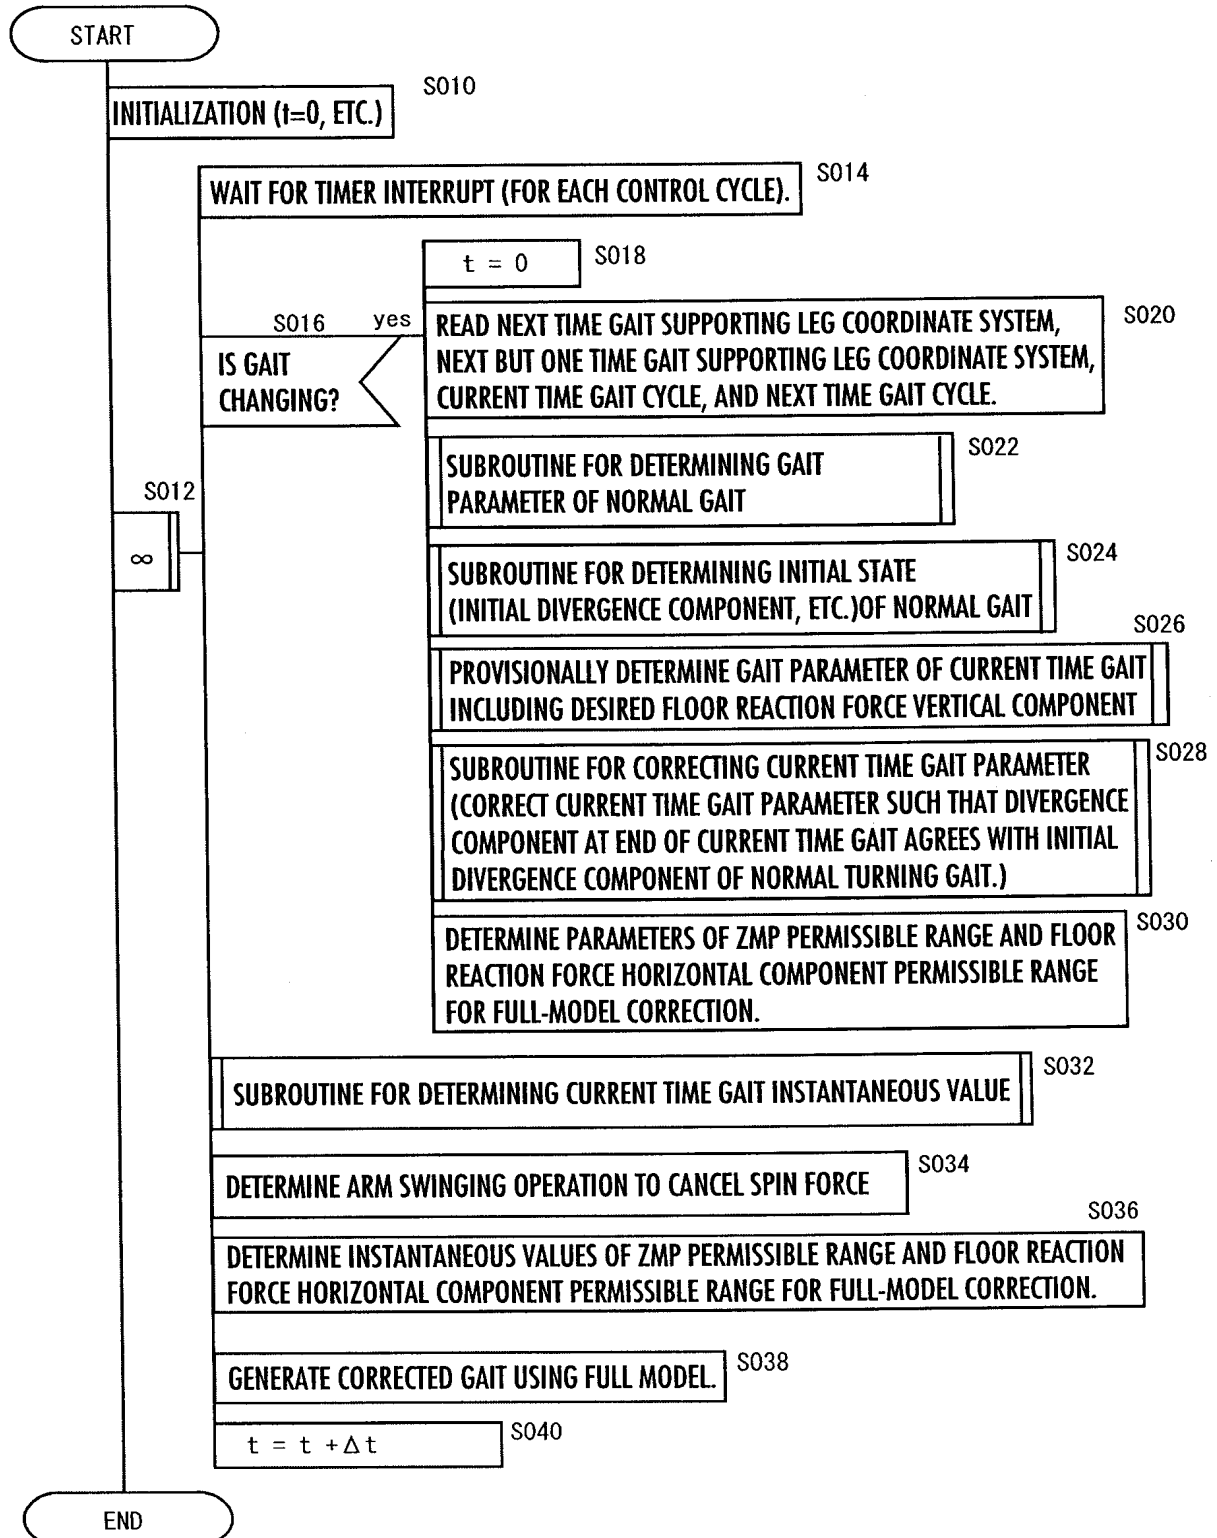 START
S010
INITIALIZATION (t=0, ETC.)
S014
WAIT FOR TIMER INTERRUPT (FOR EACH CONTROL CYCLE).
t = 0
S018
S016
yes
IS GAIT
CHANGING?
S020
READ NEXT TIME GAIT SUPPORTING LEG COORDINATE SYSTEM,
NEXT BUT ONE TIME GAIT SUPPORTING LEG COORDINATE SYSTEM,
CURRENT TIME GAIT CYCLE, AND NEXT TIME GAIT CYCLE.
S022
SUBROUTINE FOR DETERMINING GAIT
PARAMETER OF NORMAL GAIT
S012
∞
S024
SUBROUTINE FOR DETERMINING INITIAL STATE
(INITIAL DIVERGENCE COMPONENT, ETC.)OF NORMAL GAIT
S026
PROVISIONALLY DETERMINE GAIT PARAMETER OF CURRENT TIME GAIT
INCLUDING DESIRED FLOOR REACTION FORCE VERTICAL COMPONENT
S028
SUBROUTINE FOR CORRECTING CURRENT TIME GAIT PARAMETER
(CORRECT CURRENT TIME GAIT PARAMETER SUCH THAT DIVERGENCE
COMPONENT AT END OF CURRENT TIME GAIT AGREES WITH INITIAL
DIVERGENCE COMPONENT OF NORMAL TURNING GAIT.)
S030
DETERMINE PARAMETERS OF ZMP PERMISSIBLE RANGE AND FLOOR
REACTION FORCE HORIZONTAL COMPONENT PERMISSIBLE RANGE
FOR FULL-MODEL CORRECTION.
S032
SUBROUTINE FOR DETERMINING CURRENT TIME GAIT INSTANTANEOUS VALUE
S034
DETERMINE ARM SWINGING OPERATION TO CANCEL SPIN FORCE
S036
DETERMINE INSTANTANEOUS VALUES OF ZMP PERMISSIBLE RANGE AND FLOOR REACTION
FORCE HORIZONTAL COMPONENT PERMISSIBLE RANGE FOR FULL-MODEL CORRECTION.
S038
GENERATE CORRECTED GAIT USING FULL MODEL.
S040
t = t +Δt
END